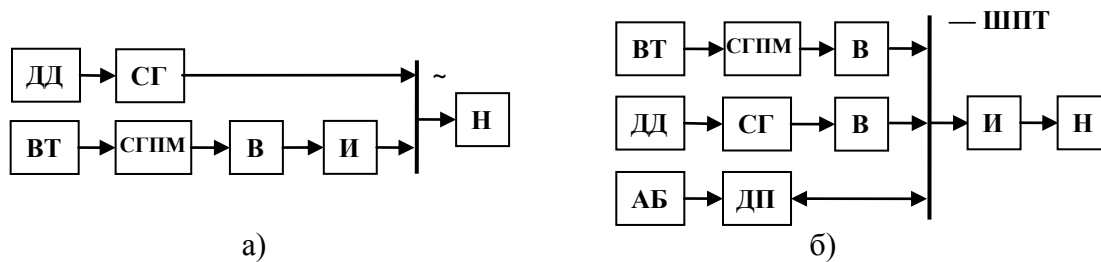 ДД СГ ~
Н
ВТ СГПМ В И
а)
— ШПТ
ВТ СГПМ В
ДД СГ В И Н
АБ ДП
б)